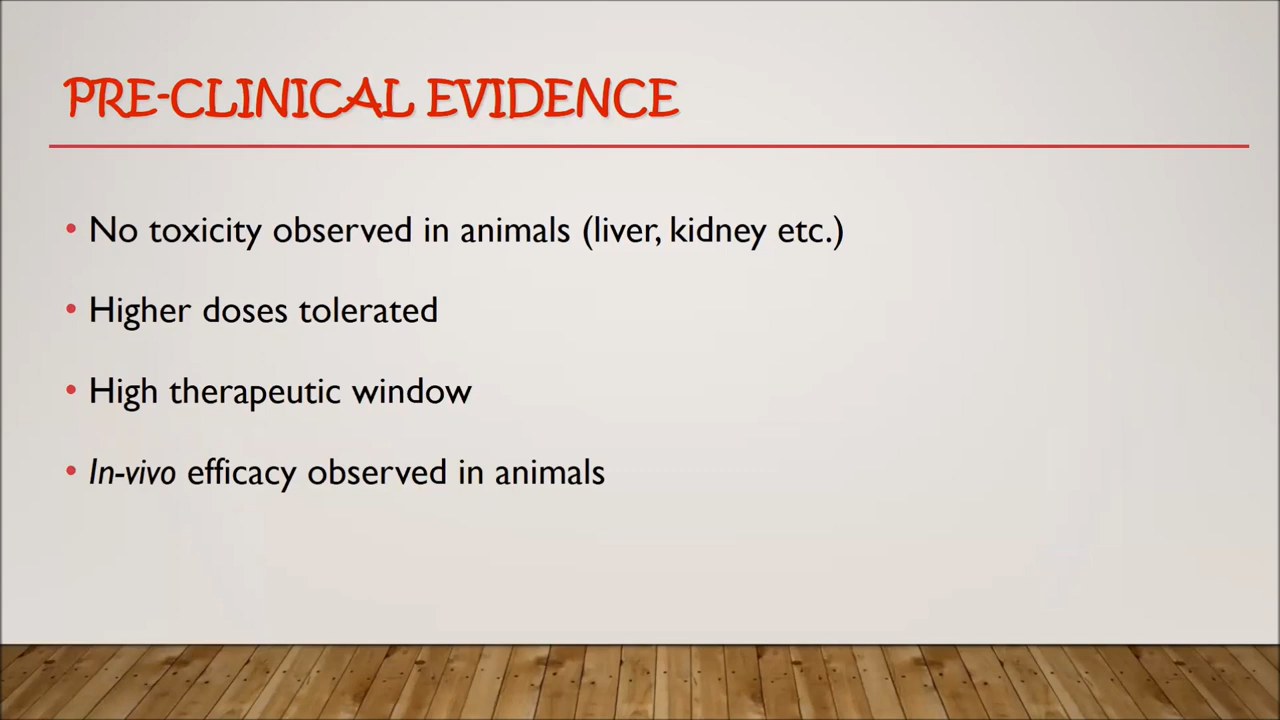 PRE-CLINICAL EVIDENCE
• No toxicity observed in animals (liver, kidney etc.)
• Higher doses tolerated
• High therapeutic window
• In-vivo efficacy observed in animals